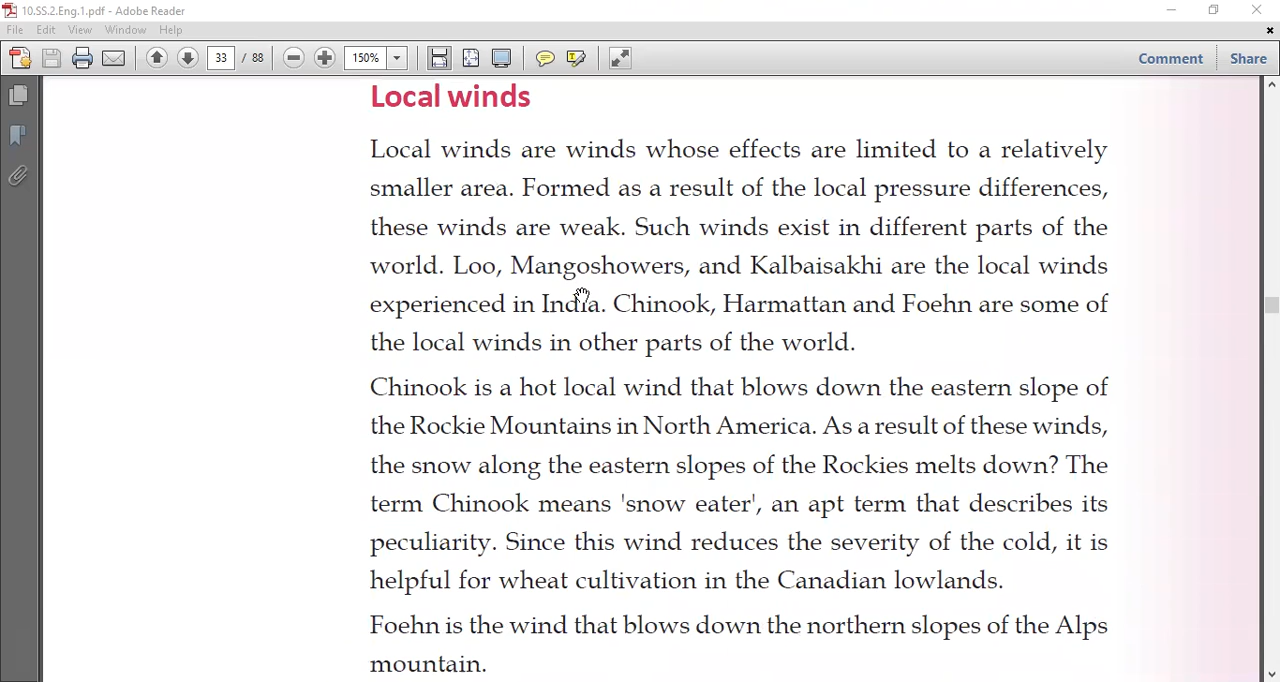 10.SS.2.Eng.1.pdf - Adobe Reader
File Edit View Window Help
33 / 88 150% Comment Share
Local winds
Local winds are winds whose effects are limited to a relatively
smaller area. Formed as a result of the local pressure differences,
these winds are weak. Such winds exist in different parts of the
world. Loo, Mangoshowers, and Kalbaisakhi are the local winds
experienced in India. Chinook, Harmattan and Foehn are some of
the local winds in other parts of the world.
Chinook is a hot local wind that blows down the eastern slope of
the Rockie Mountains in North America. As a result of these winds,
the snow along the eastern slopes of the Rockies melts down? The
term Chinook means 'snow eater', an apt term that describes its
peculiarity. Since this wind reduces the severity of the cold, it is
helpful for wheat cultivation in the Canadian lowlands.
Foehn is the wind that blows down the northern slopes of the Alps
mountain.